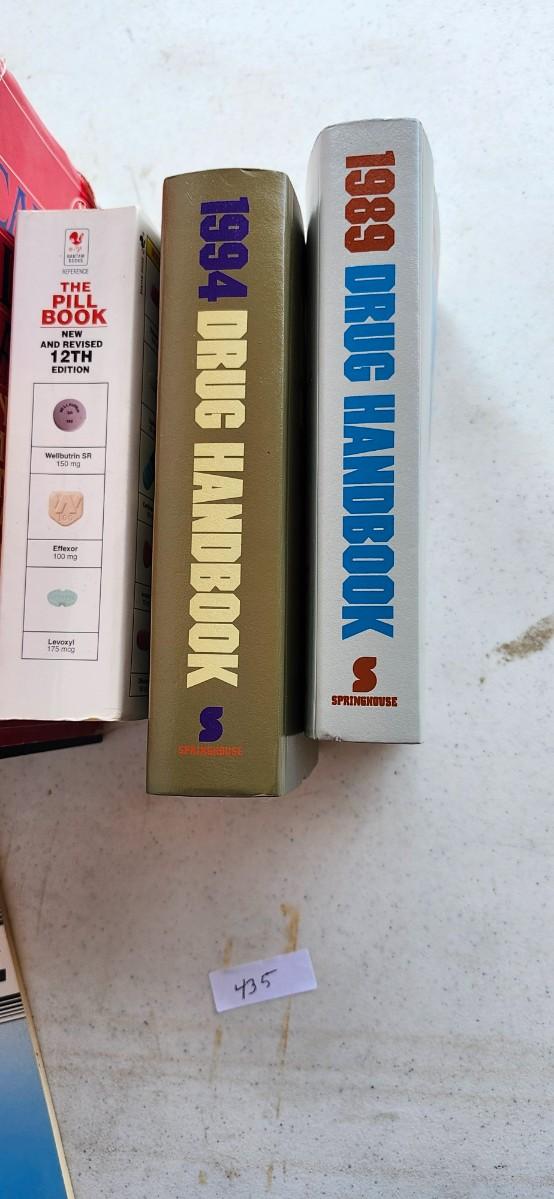 BANTAM
BOOKS
REFERENCE
THE
PILL
BOOK
NEW
AND REVISED
12TH
EDITION
Wellbutrin SR
150 mg
Effexor
100 mg
Levoxyl
175 mcg
1994 DRUG HANDBOOK
S
SPRINGHOUSE
1989 DRUG HANDBOOK
S
SPRINGHOUSE
435